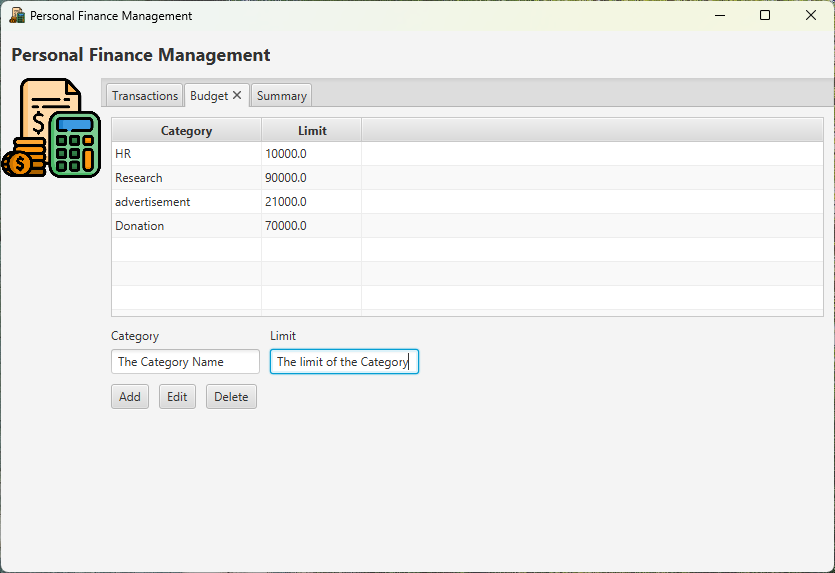 Personal Finance Management
Personal Finance Management
$
$
Transactions Budget Summary
Category Limit
HR 10000.0
Research 90000.0
advertisement 21000.0
Donation 70000.0
Category Limit
The Category Name The limit of the Category
Add Edit Delete